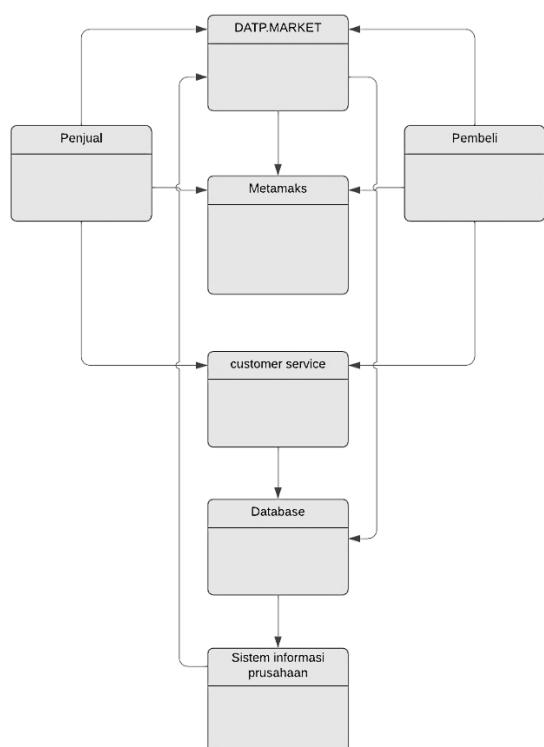 DATP.MARKET
Penjual
Pembeli
Metamaks
customer service
Database
Sistem informasi
prusahaan